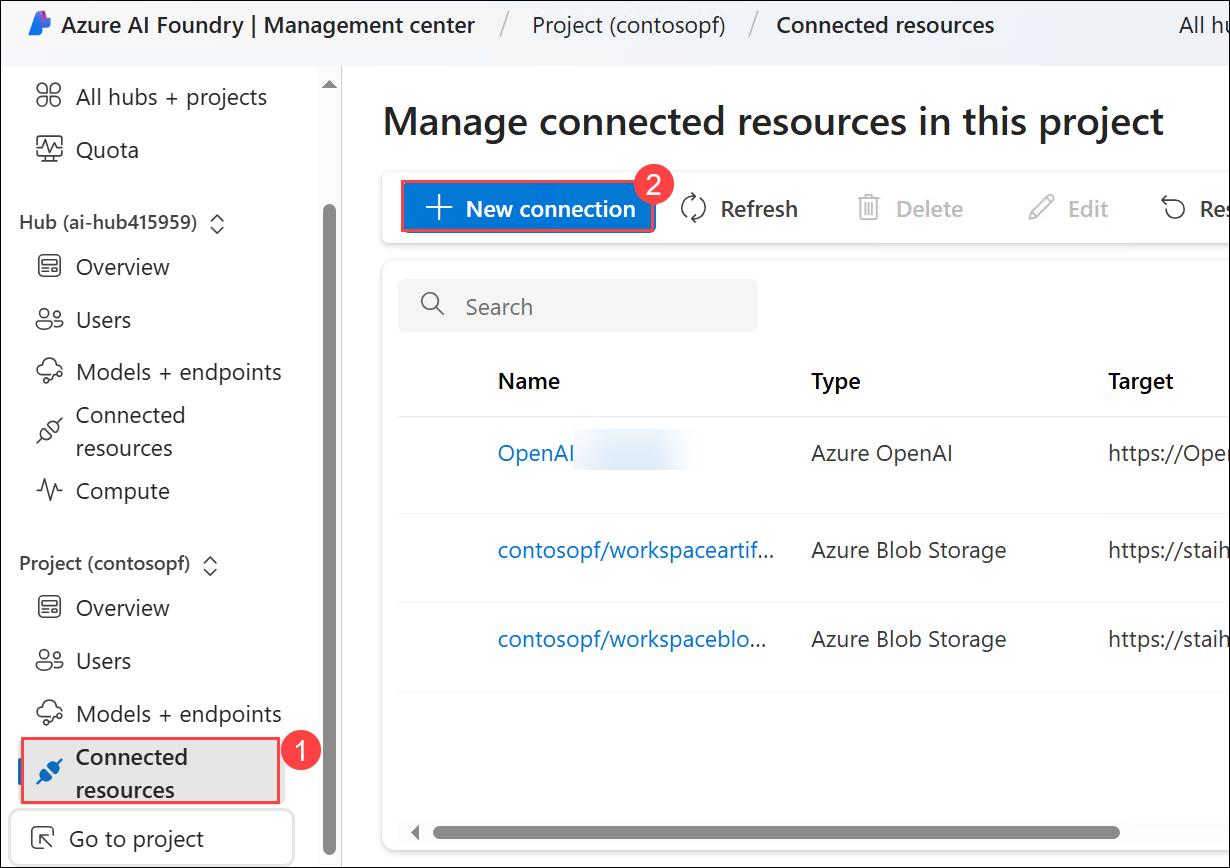 Azure AI Foundry | Management center / Project (contosopf) / Connected resources All hu
All hubs + projects
Quota
Hub (ai-hub415959)
Overview
Users
Models + endpoints
Connected
resources
Compute
Project (contosopf)
Overview
Users
Models + endpoints
Connected
resources
1
Go to project
Manage connected resources in this project
New connection 2 Refresh Delete Edit Res
Search
Name Type Target
OpenAI Azure OpenAI https://Oper
contosopf/workspaceartif... Azure Blob Storage https://staih
contosopf/workspaceblo... Azure Blob Storage https://staih